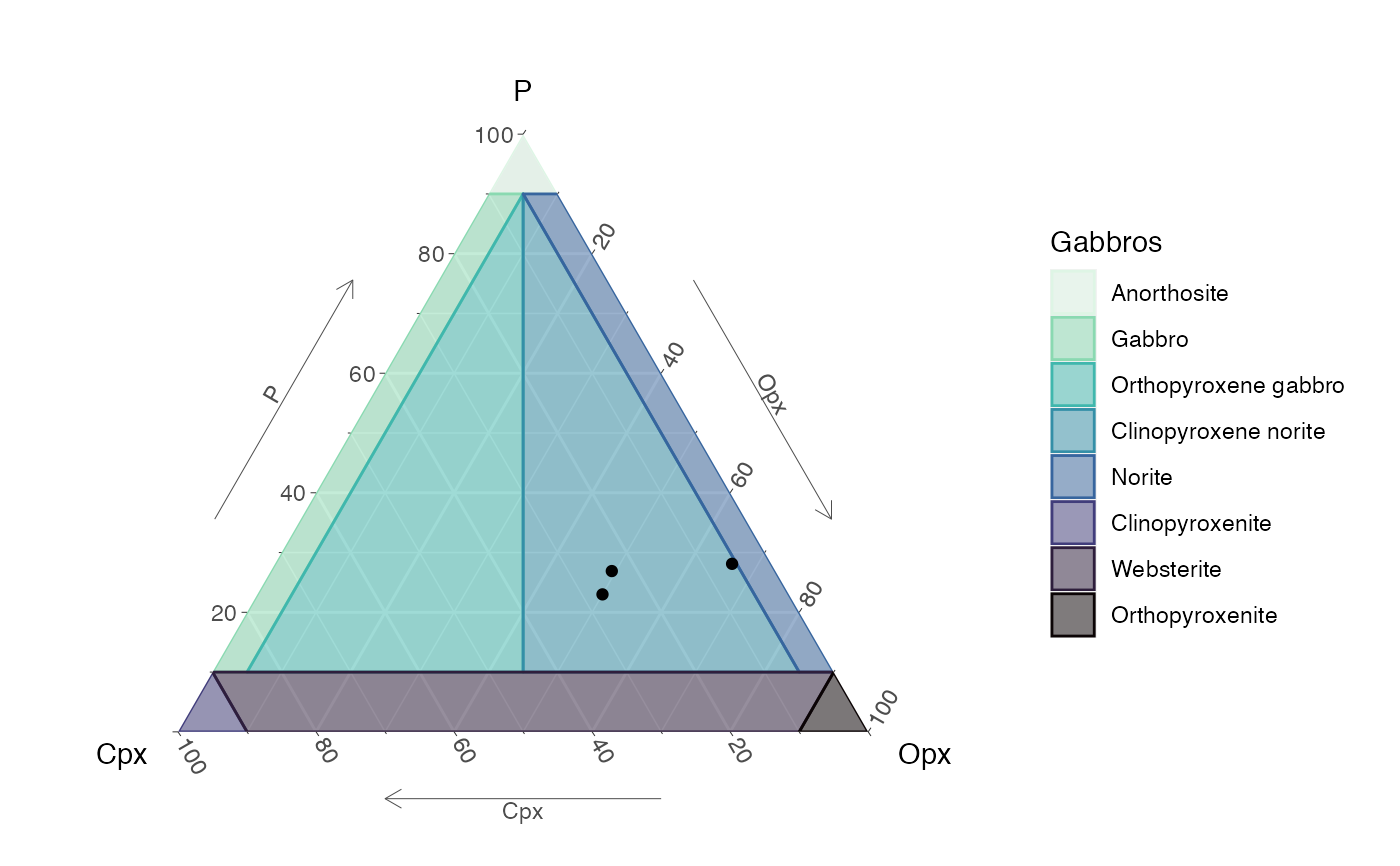 P
100
80
60
40
20
P
20
40
60
80
100
Opx
Cpx
100
80
60
40
20
Opx
Cpx
Gabbros
Anorthosite
Gabbro
Orthopyroxene gabbro
Clinopyroxene norite
Norite
Clinopyroxenite
Websterite
Orthopyroxenite